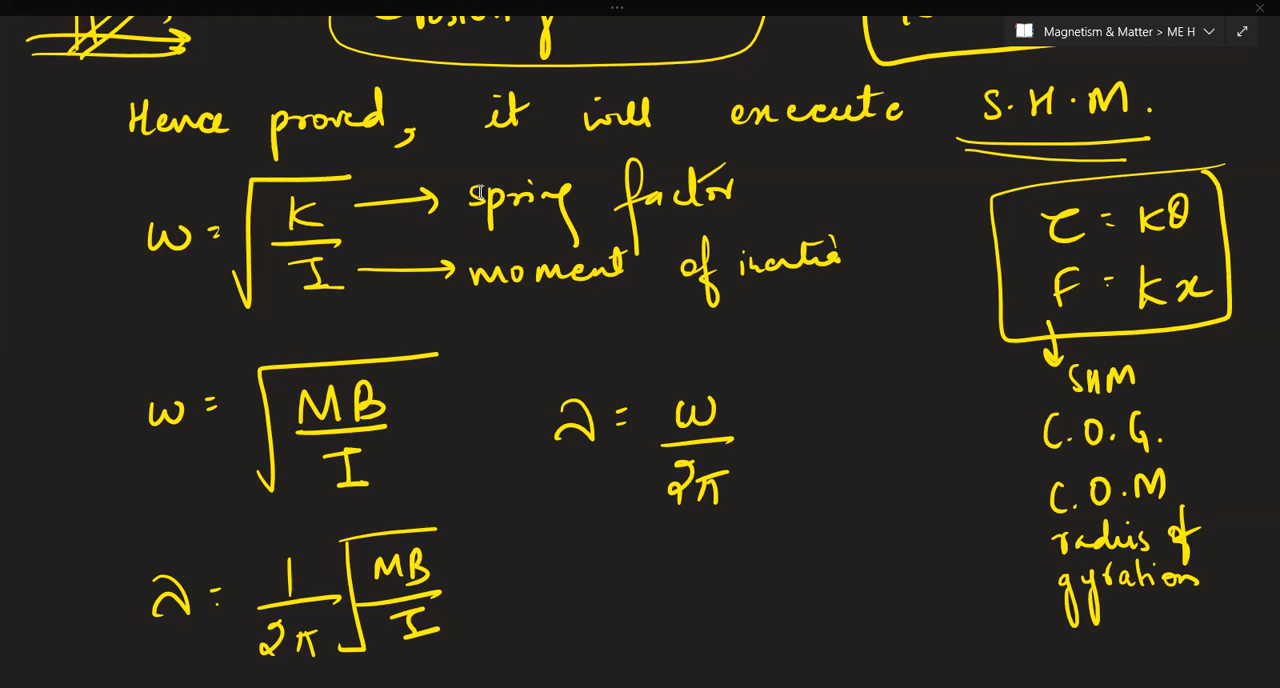 Magnetism & Matter > ME H
Hence proved, it will execute S.H.M.
ω = √(K/I)
K → spring factor
I → moment of inertia
τ = kθ
F = kx
SHM
C.O.G.
C.O.M
radius of
gyration
ω = √(MB/I)
ν = ω/2π
ν = 1/2π √(MB/I)